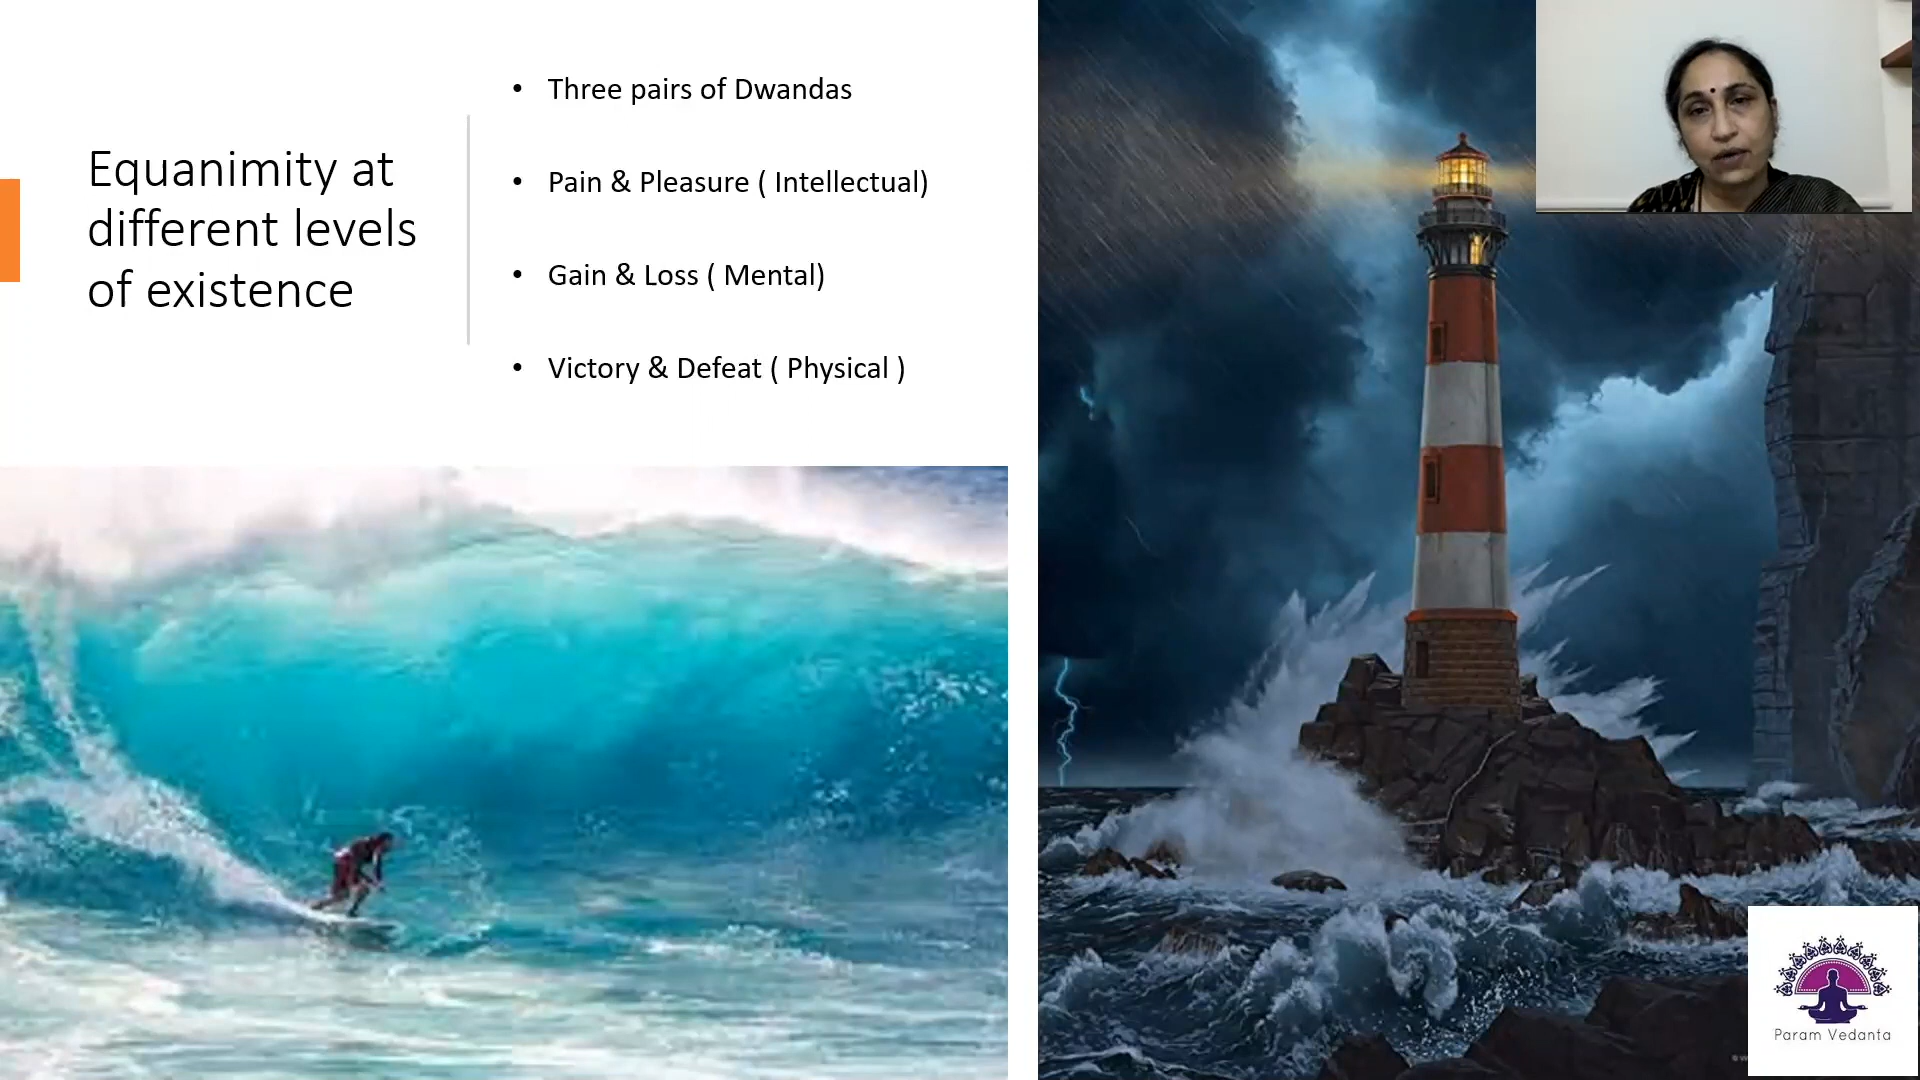 Equanimity at
different levels
of existence
• Three pairs of Dwandas
• Pain & Pleasure ( Intellectual)
• Gain & Loss ( Mental)
• Victory & Defeat ( Physical )
Param Vedanta